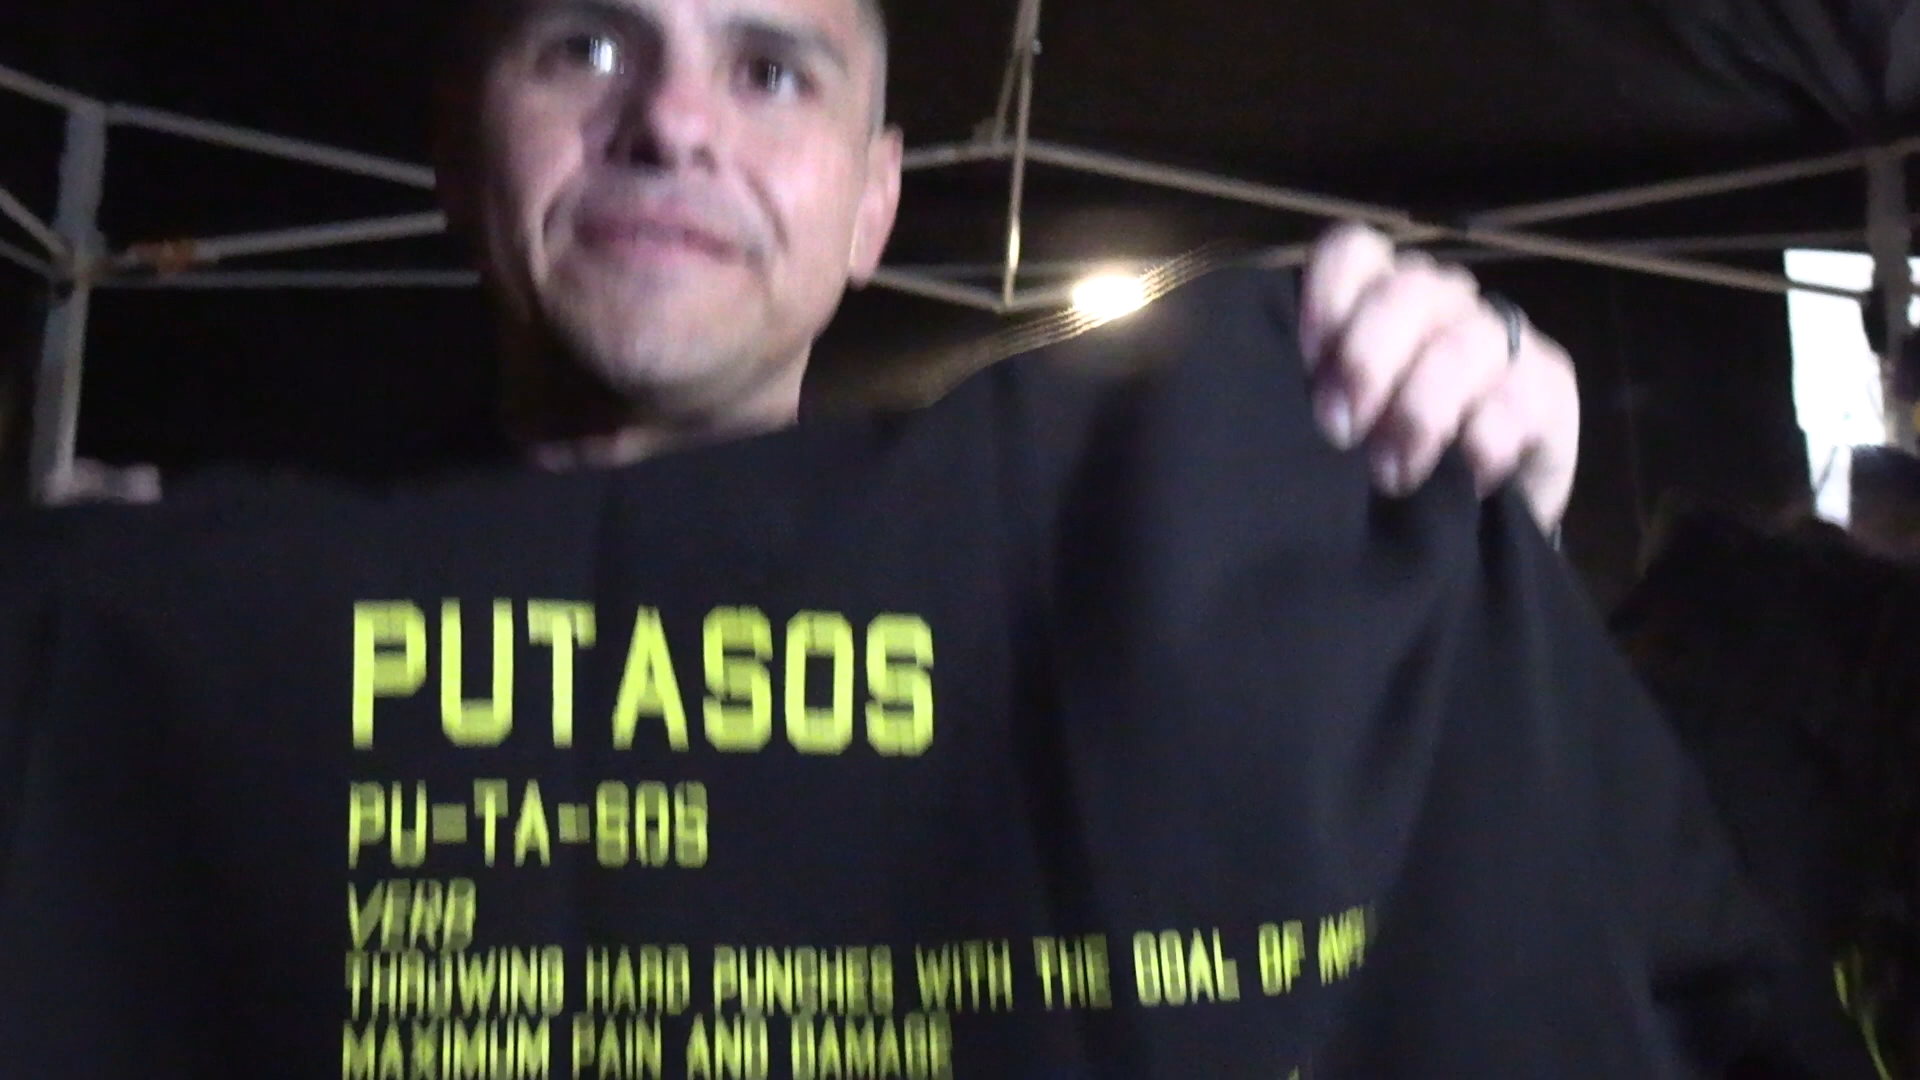 PUTASOS
PU-TA-SOS
VERB
THROWING HARD PUNCHES WITH THE GOAL OF
MAXIMUM PAIN AND DAMAGE